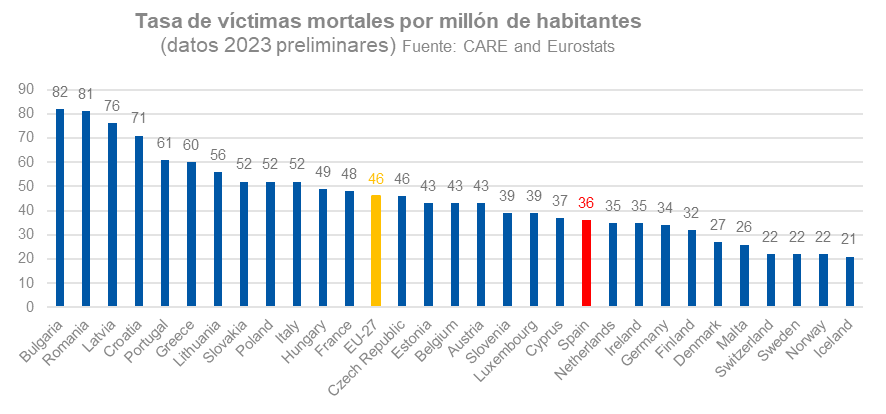 Tasa de víctimas mortales por millón de habitantes
(datos 2023 preliminares) Fuente: CARE and Eurostats
90
80
70
60
50
40
30
20
10
0
82
81
76
71
61
60
56
52
52
52
49
48
46
46
43
43
43
39
39
37
36
35
35
34
32
27
26
22
22
22
21
Bulgaria
Romania
Latvia
Croatia
Portugal
Greece
Lithuania
Slovakia
Poland
Italy
Hungary
France
EU-27
Czech Republic
Estonia
Belgium
Austria
Slovenia
Luxembourg
Cyprus
Spain
Netherlands
Ireland
Germany
Finland
Denmark
Malta
Switzerland
Sweden
Norway
Iceland